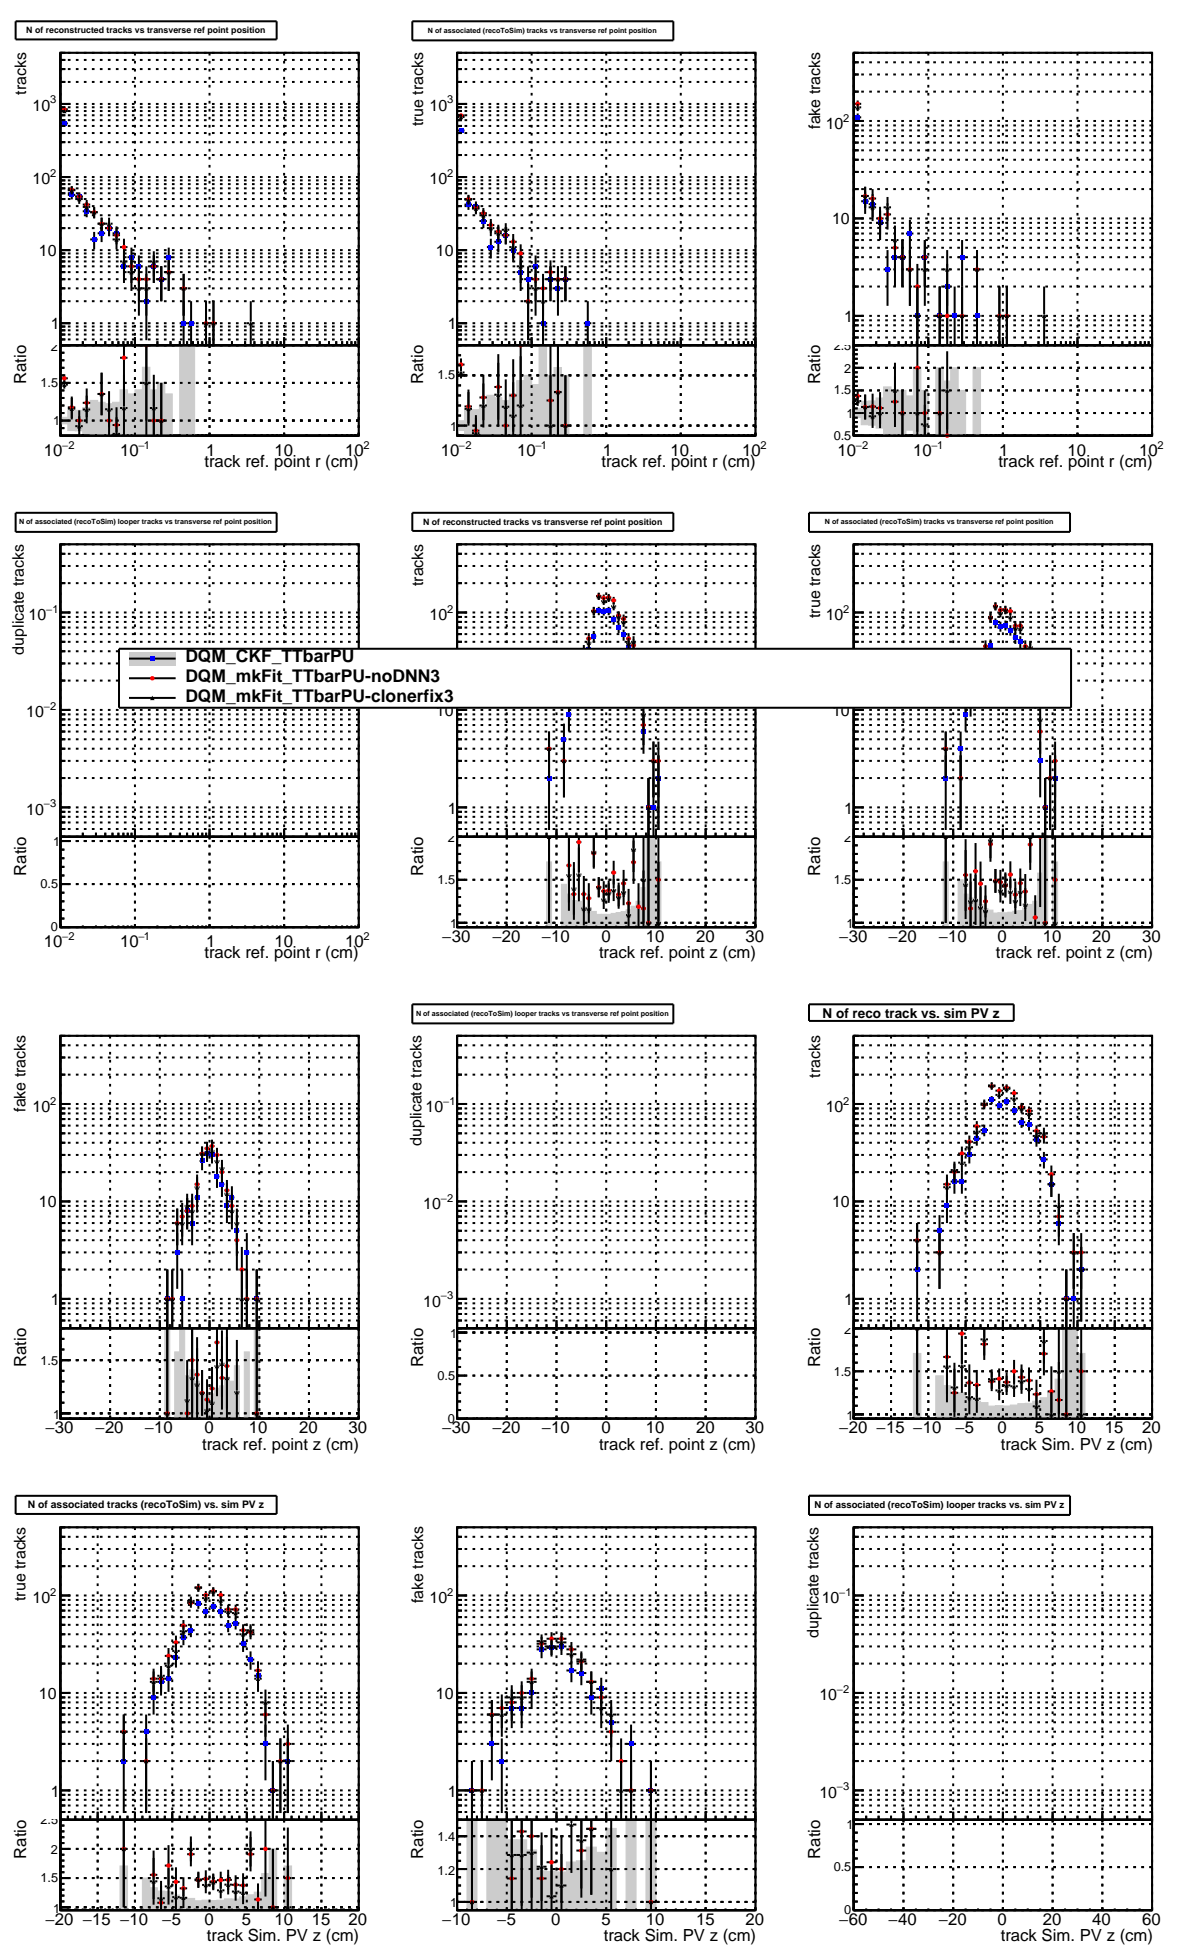 N of reconstructed tracks vs transverse ref point position
N of associated (recoToSim) tracks vs transverse ref point position
tracks
10³
10²
10
1
Ratio
2
1.5
1
10⁻² 10⁻¹ 1 10 10²
track ref. point r (cm)
true tracks
10³
10²
10
1
Ratio
1.5
1
10⁻² 10⁻¹ 1 10 10²
track ref. point r (cm)
fake tracks
10²
10
1
Ratio
2.5
2
1.5
1
0.5
10⁻² 10⁻¹ 1 10 10²
track ref. point r (cm)
N of associated (recoToSim) looper tracks vs transverse ref point position
N of reconstructed tracks vs transverse ref point position
N of associated (recoToSim) tracks vs transverse ref point position
duplicate tracks
10⁻¹
10⁻²
10⁻³
Ratio
1
0.5
0
10⁻² 10⁻¹ 1 10 10²
track ref. point r (cm)
tracks
10²
10
1
Ratio
2
1.5
1
−30 −20 −10 0 10 20 30
track ref. point z (cm)
true tracks
10²
10
1
Ratio
2
1.5
1
−30 −20 −10 0 10 20 30
track ref. point z (cm)
DQM_CKF_TTbarPU
DQM_mkFit_TTbarPU-noDNN3
DQM_mkFit_TTbarPU-clonerfix3
N of associated (recoToSim) looper tracks vs transverse ref point position
N of reco track vs. sim PV z
fake tracks
10²
10
1
Ratio
1.5
1
−30 −20 −10 0 10 20 30
track ref. point z (cm)
duplicate tracks
10⁻¹
10⁻²
10⁻³
Ratio
1
0.5
0
−30 −20 −10 0 10 20 30
track ref. point z (cm)
tracks
10²
10
1
Ratio
2
1.5
1
−20 −15 −10 −5 0 5 10 15 20
track Sim. PV z (cm)
N of associated tracks (recoToSim) vs. sim PV z
N of associated (recoToSim) looper tracks vs. sim PV z
true tracks
10²
10
1
Ratio
2.5
2
1.5
1
−20 −15 −10 −5 0 5 10 15 20
track Sim. PV z (cm)
fake tracks
10²
10
1
Ratio
1.4
1.2
1
−10 −5 0 5 10 15 20
track Sim. PV z (cm)
duplicate tracks
10⁻¹
10⁻²
10⁻³
Ratio
1
0.5
0
−60 −40 −20 0 20 40 60
track Sim. PV z (cm)